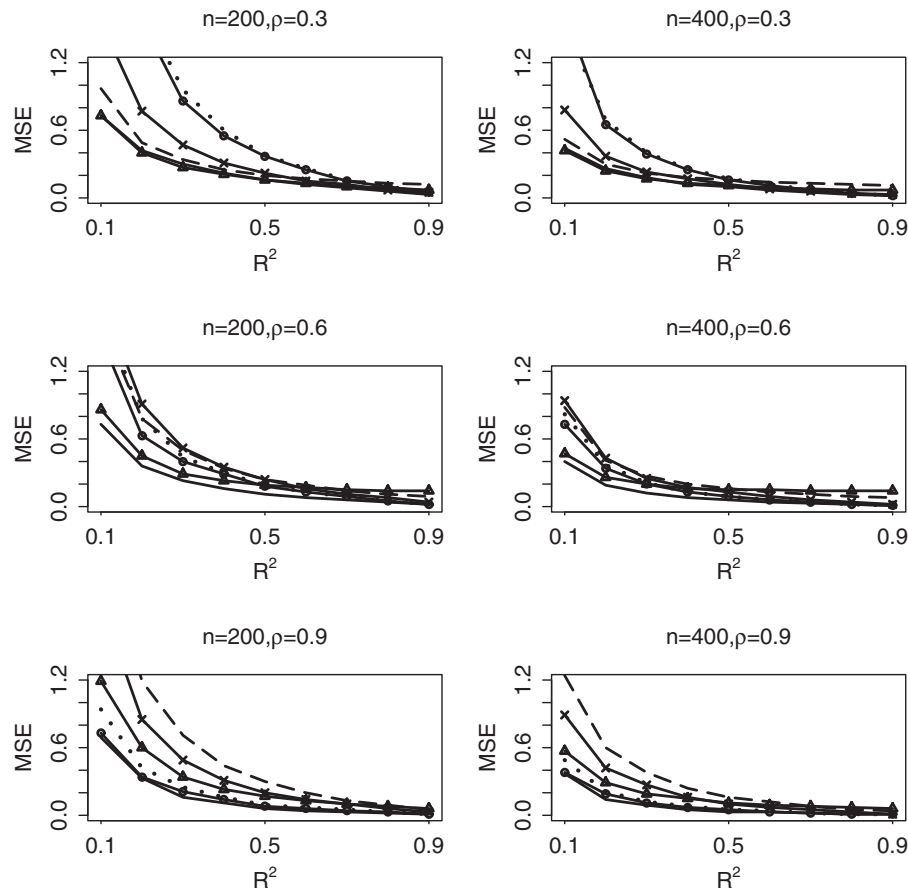 n=200,ρ=0.3
MSE
0.0 0.6 1.2
0.1 0.5 0.9
R²
n=400,ρ=0.3
MSE
0.0 0.6 1.2
0.1 0.5 0.9
R²
n=200,ρ=0.6
MSE
0.0 0.6 1.2
0.1 0.5 0.9
R²
n=400,ρ=0.6
MSE
0.0 0.6 1.2
0.1 0.5 0.9
R²
n=200,ρ=0.9
MSE
0.0 0.6 1.2
0.1 0.5 0.9
R²
n=400,ρ=0.9
MSE
0.0 0.6 1.2
0.1 0.5 0.9
R²